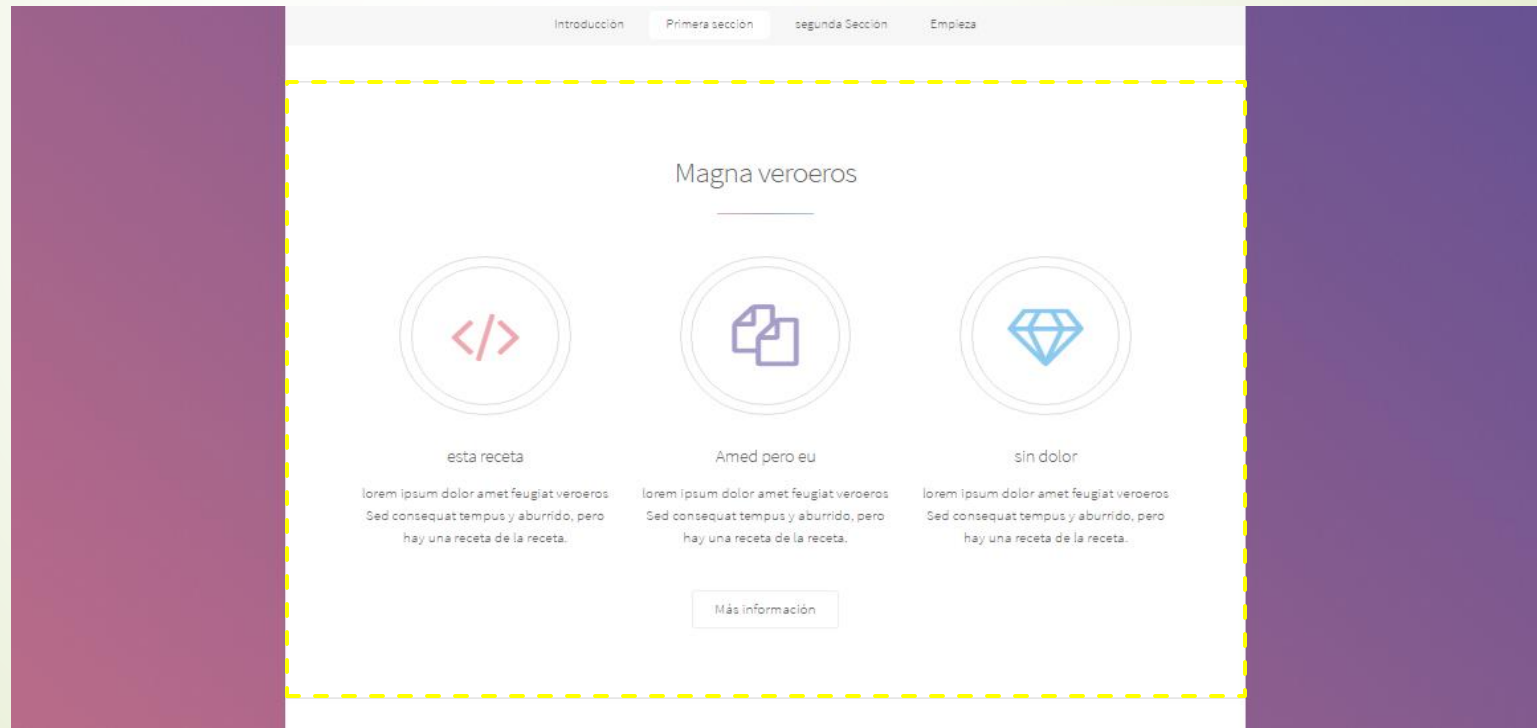 Introducción
Primera sección
segunda Sección
Empieza
Magna veroeros
esta receta
lorem ipsum dolor amet feugiat veroeros
Sed consequat tempus y aburrido, pero
hay una receta de la receta.
Amed pero eu
lorem ipsum dolor amet feugiat veroeros
Sed consequat tempus y aburrido, pero
hay una receta de la receta.
sin dolor
lorem ipsum dolor amet feugiat veroeros
Sed consequat tempus y aburrido, pero
hay una receta de la receta.
Más información